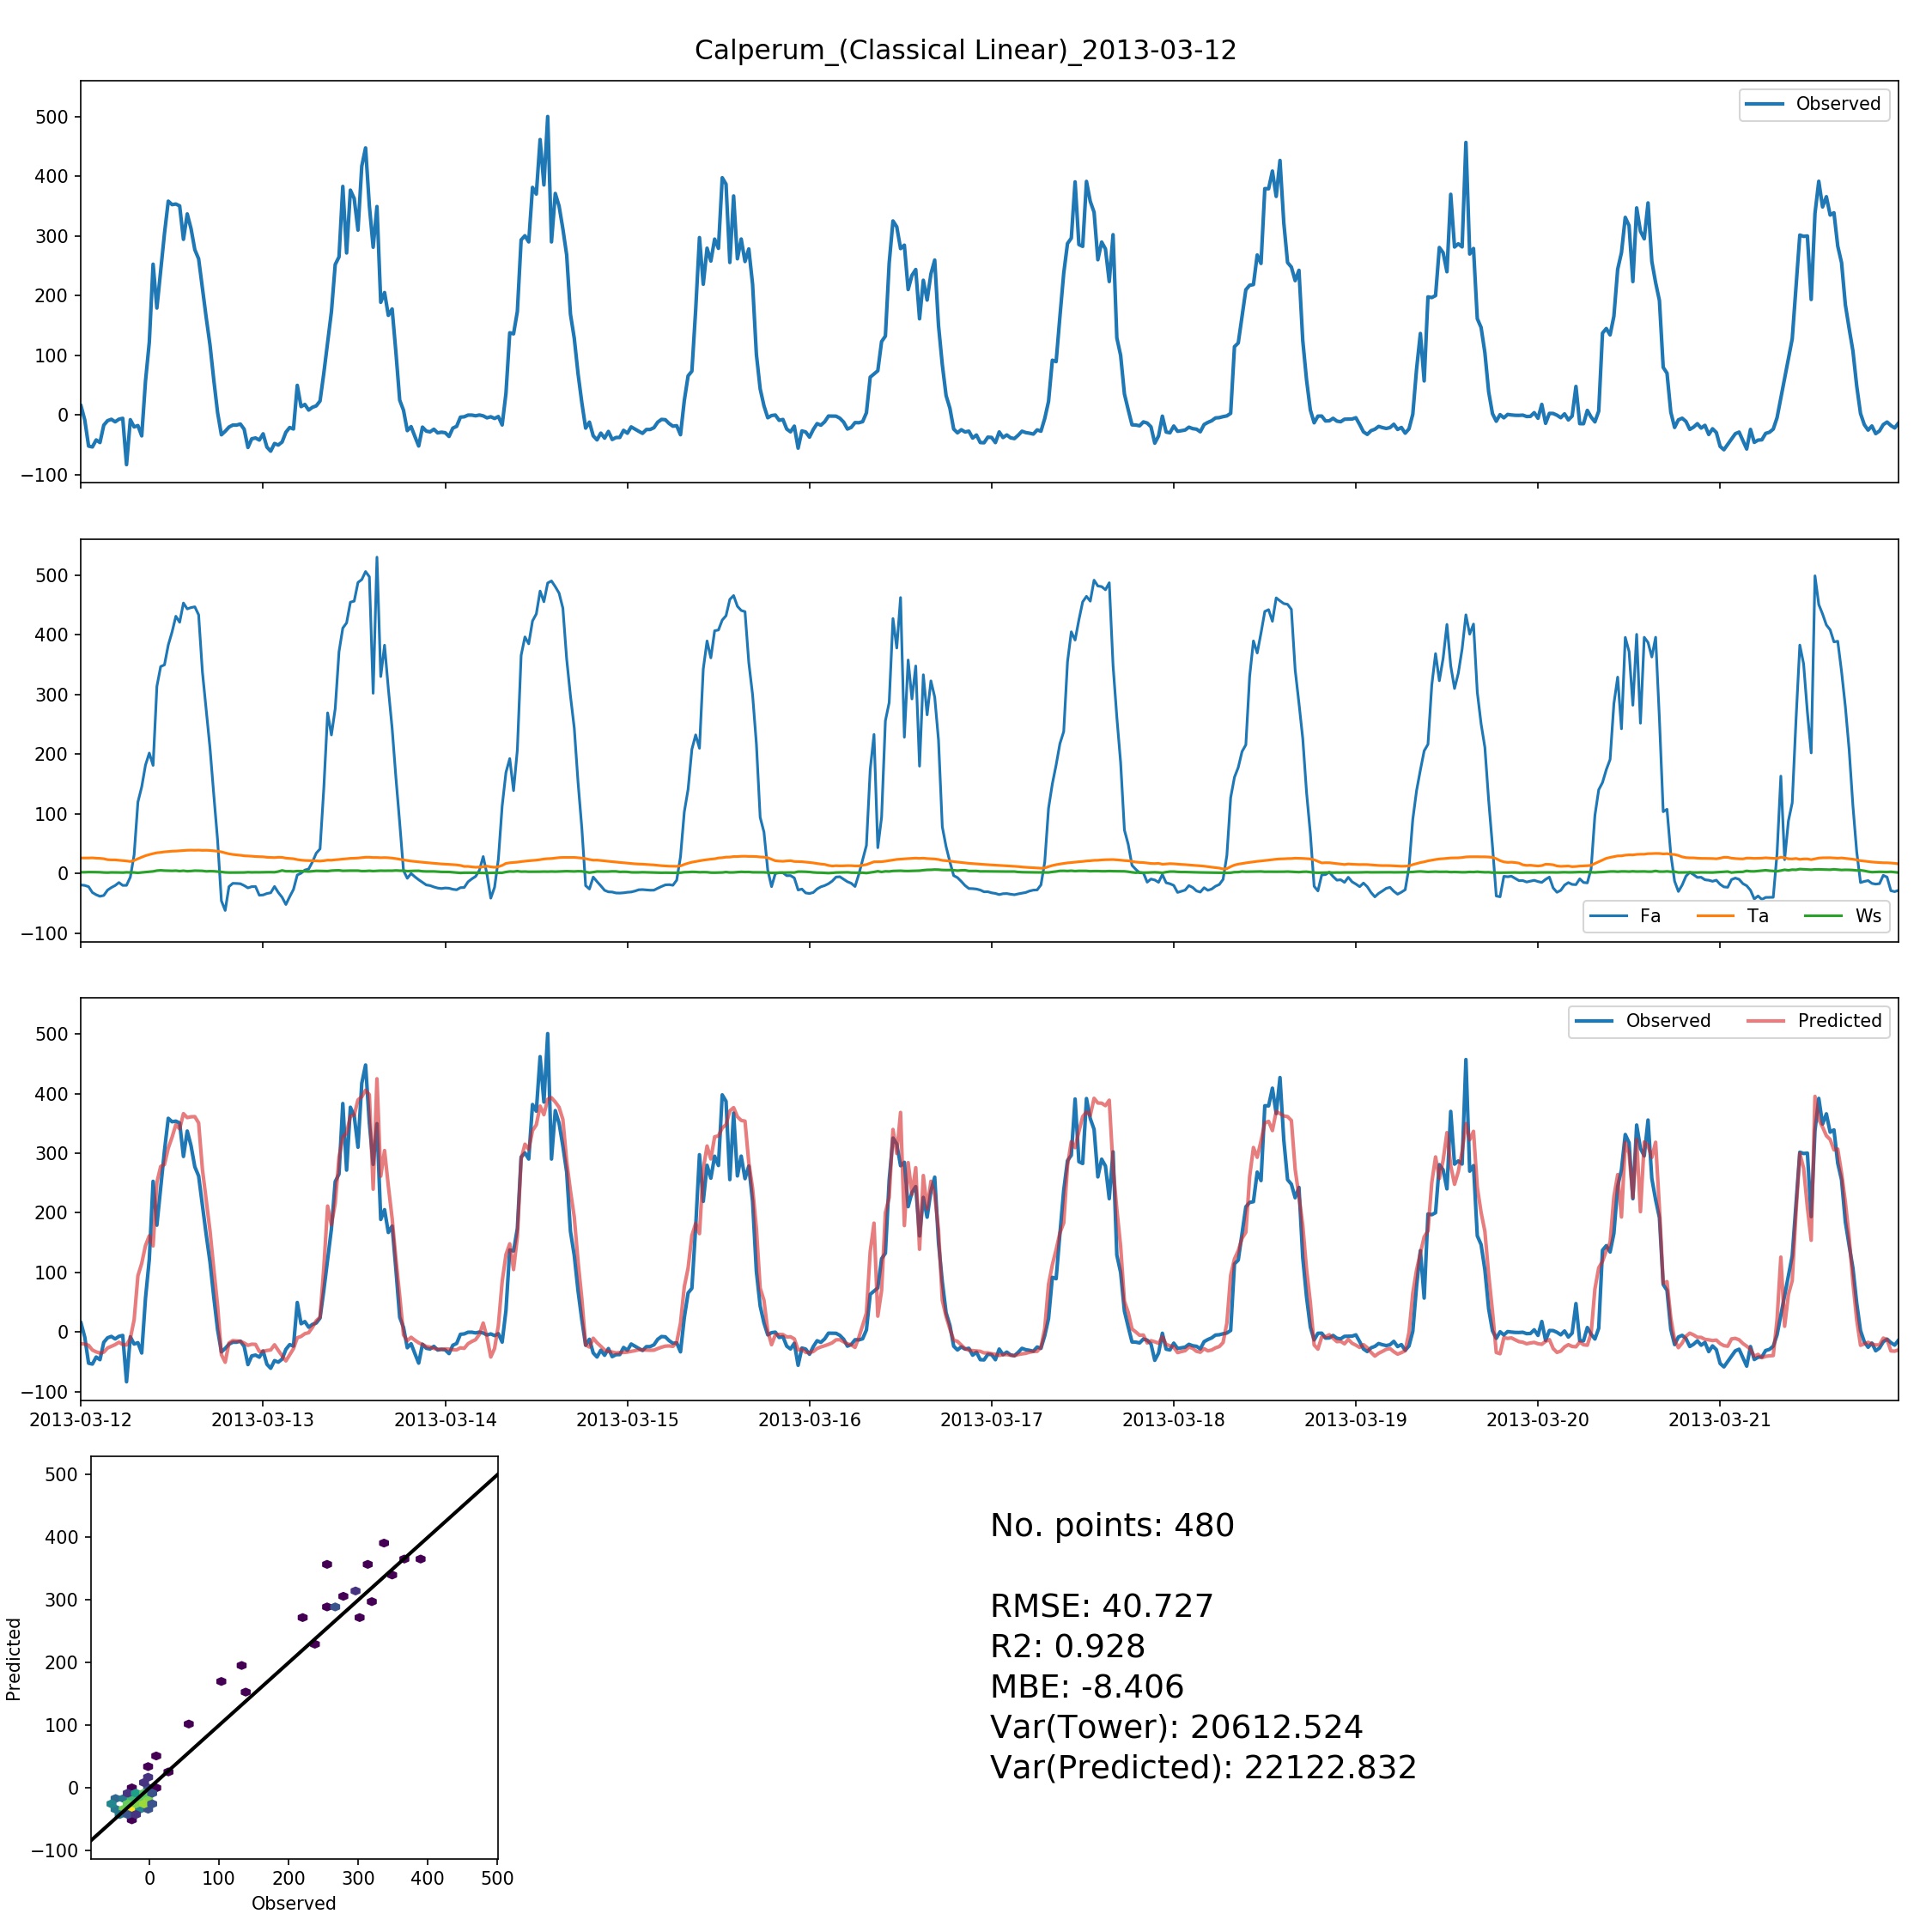 Calperum_(Classical Linear)_2013-03-12
Observed
500
400
300
200
100
0
−100
500
400
300
200
100
0
−100
Fa Ta Ws
Observed Predicted
500
400
300
200
100
0
−100
2013-03-12 2013-03-13 2013-03-14 2013-03-15 2013-03-16 2013-03-17 2013-03-18 2013-03-19 2013-03-20 2013-03-21
500
400
300
200
100
0
−100
Predicted
0 100 200 300 400 500
Observed
No. points: 480
RMSE: 40.727
R2: 0.928
MBE: -8.406
Var(Tower): 20612.524
Var(Predicted): 22122.832